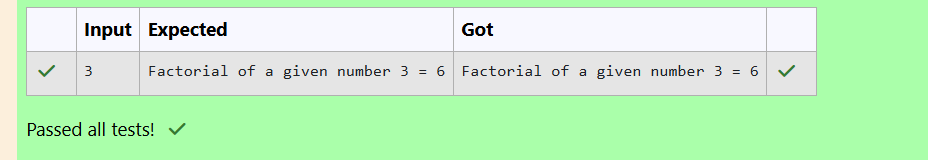 Input Expected Got
3 Factorial of a given number 3 = 6 Factorial of a given number 3 = 6
Passed all tests!